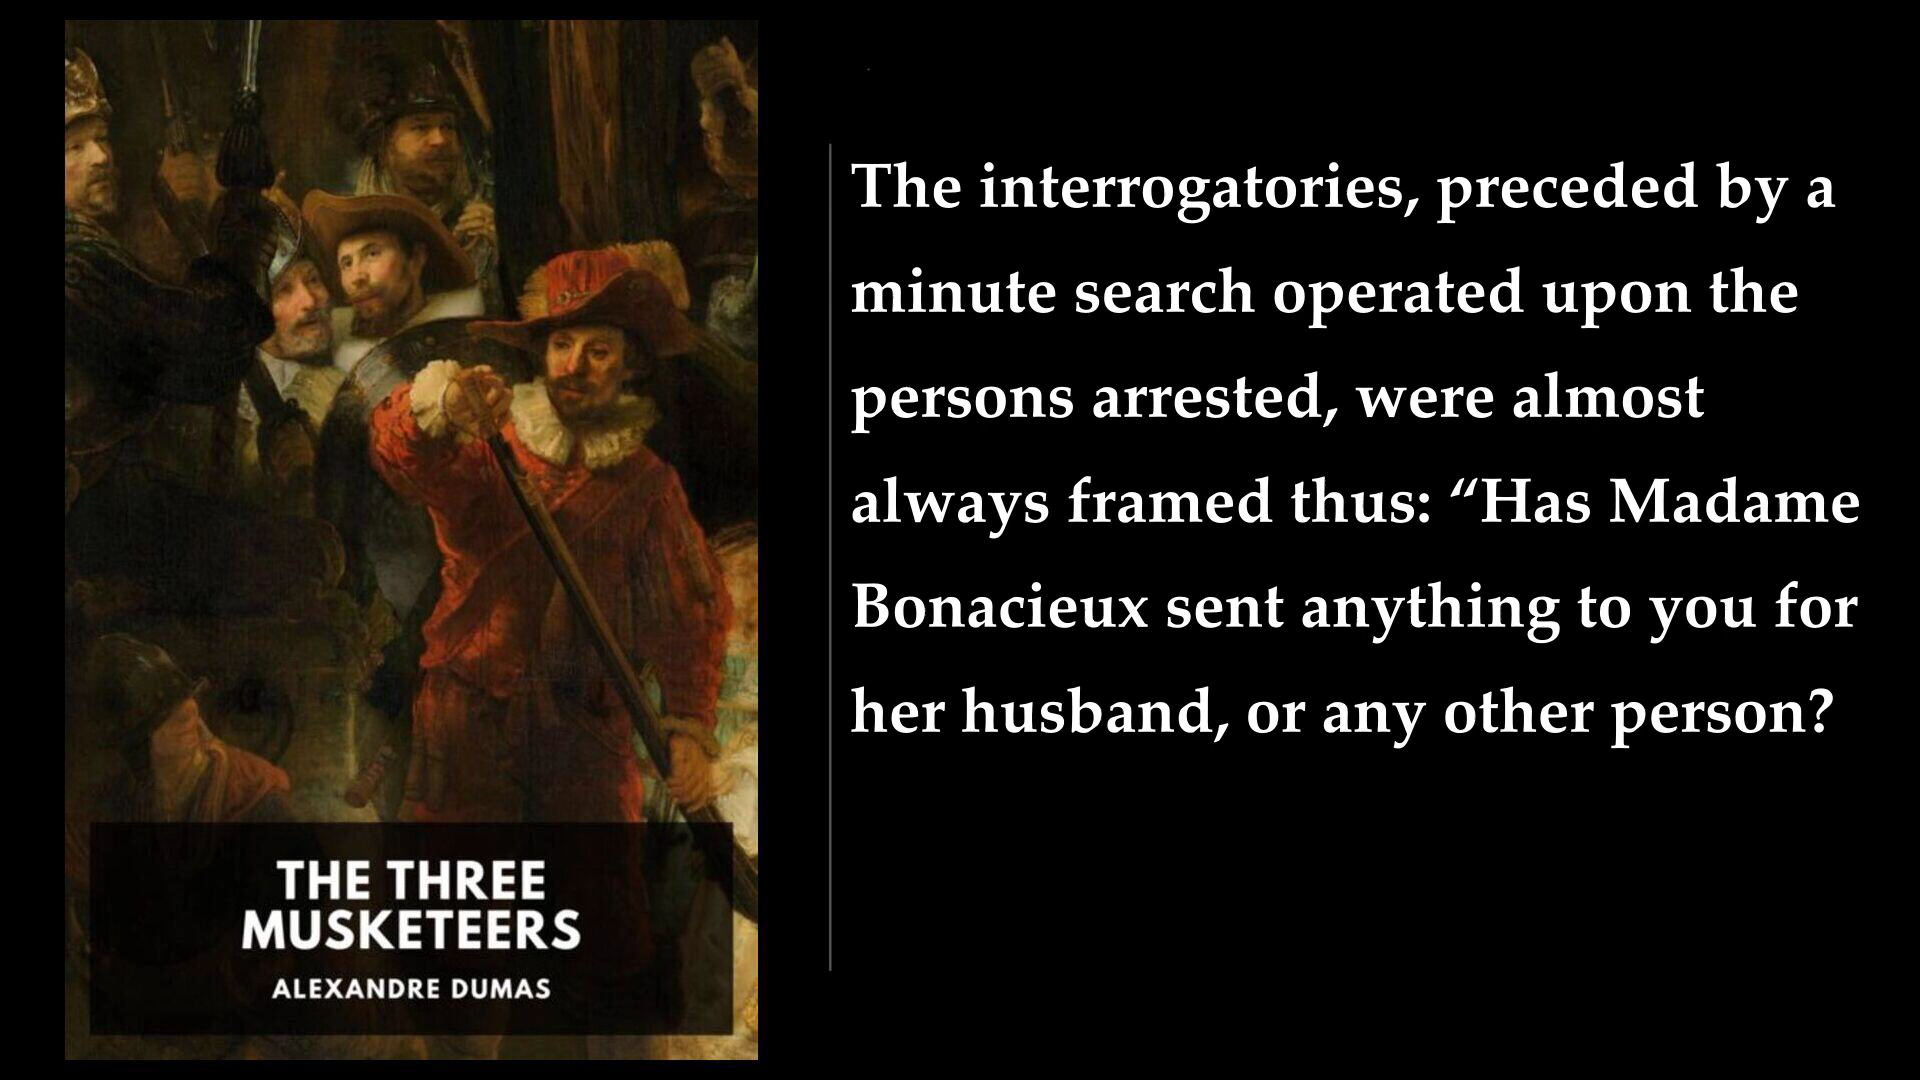 THE THREE
MUSKETEERS
ALEXANDRE DUMAS
The interrogatories, preceded by a
minute search operated upon the
persons arrested, were almost
always framed thus: “Has Madame
Bonacieux sent anything to you for
her husband, or any other person?